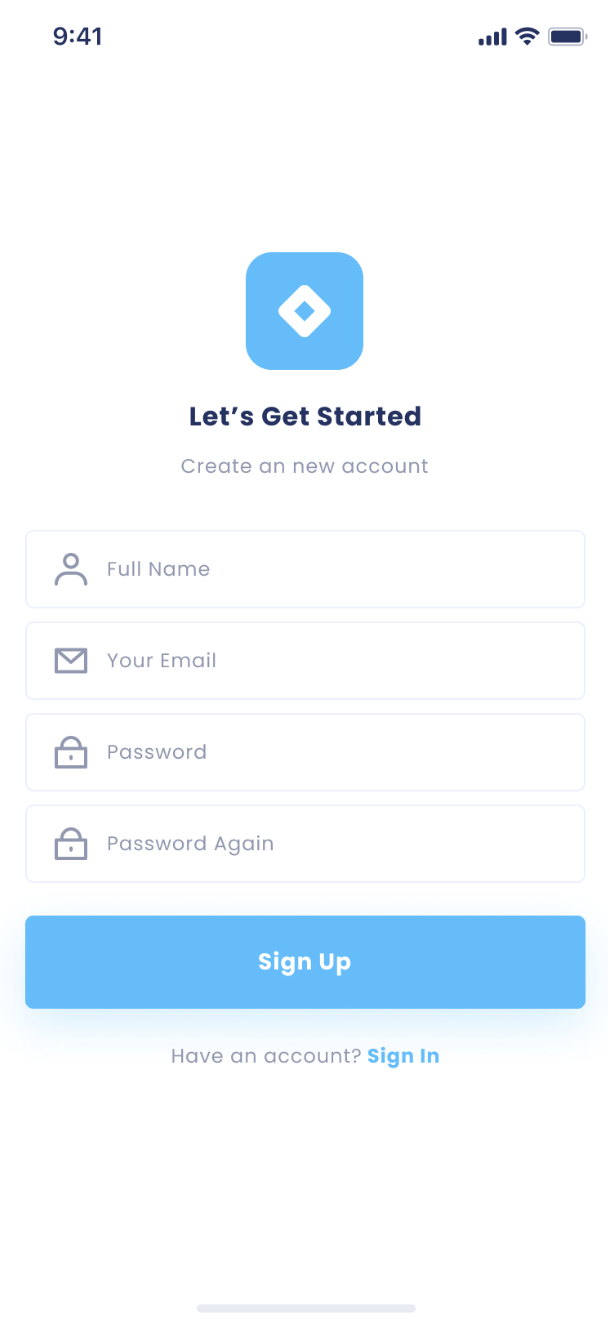 9:41
Let’s Get Started
Create an new account
Full Name
Your Email
Password
Password Again
Sign Up
Have an account? Sign In